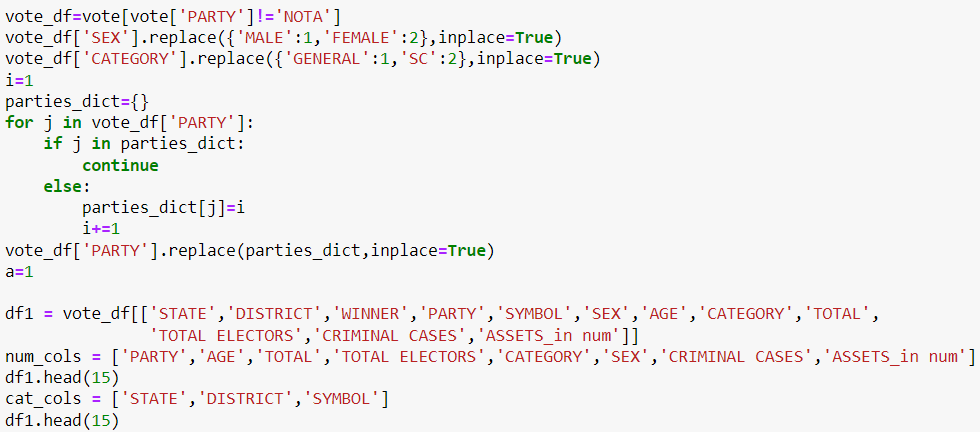 vote_df=vote[vote['PARTY']!='NOTA']
vote_df['SEX'].replace({'MALE':1,'FEMALE':2},inplace=True)
vote_df['CATEGORY'].replace({'GENERAL':1,'SC':2},inplace=True)
i=1
parties_dict={}
for j in vote_df['PARTY']:
    if j in parties_dict:
        continue
    else:
        parties_dict[j]=i
        i+=1
vote_df['PARTY'].replace(parties_dict,inplace=True)
a=1

df1 = vote_df[['STATE','DISTRICT','WINNER','PARTY','SYMBOL','SEX','AGE','CATEGORY','TOTAL',
               'TOTAL ELECTORS','CRIMINAL CASES','ASSETS_in num']]
num_cols = ['PARTY','AGE','TOTAL','TOTAL ELECTORS','CATEGORY','SEX','CRIMINAL CASES','ASSETS_in num']
df1.head(15)
cat_cols = ['STATE','DISTRICT','SYMBOL']
df1.head(15)